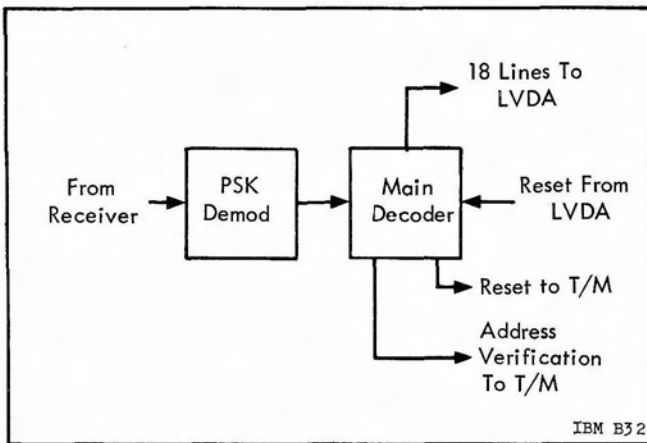 18 Lines To
LVDA
From
Receiver
PSK
Demod
Main
Decoder
Reset From
LVDA
Reset to T/M
Address
Verification
To T/M
IBM B32